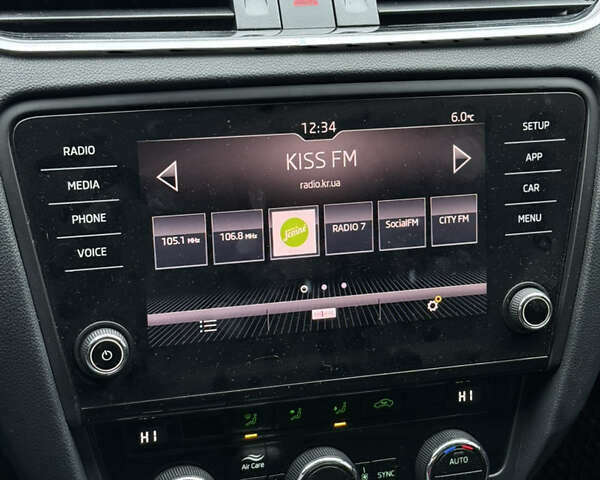 12:34
6.0°C
KISS FM
radio.kr.ua
105.1 MHz
106.8 MHz
RADIO 7
SocialFM
CITY FM
RADIO
MEDIA
PHONE
VOICE
SETUP
APP
CAR
MENU
HI
HI
Air Care
SYNC
AUTO